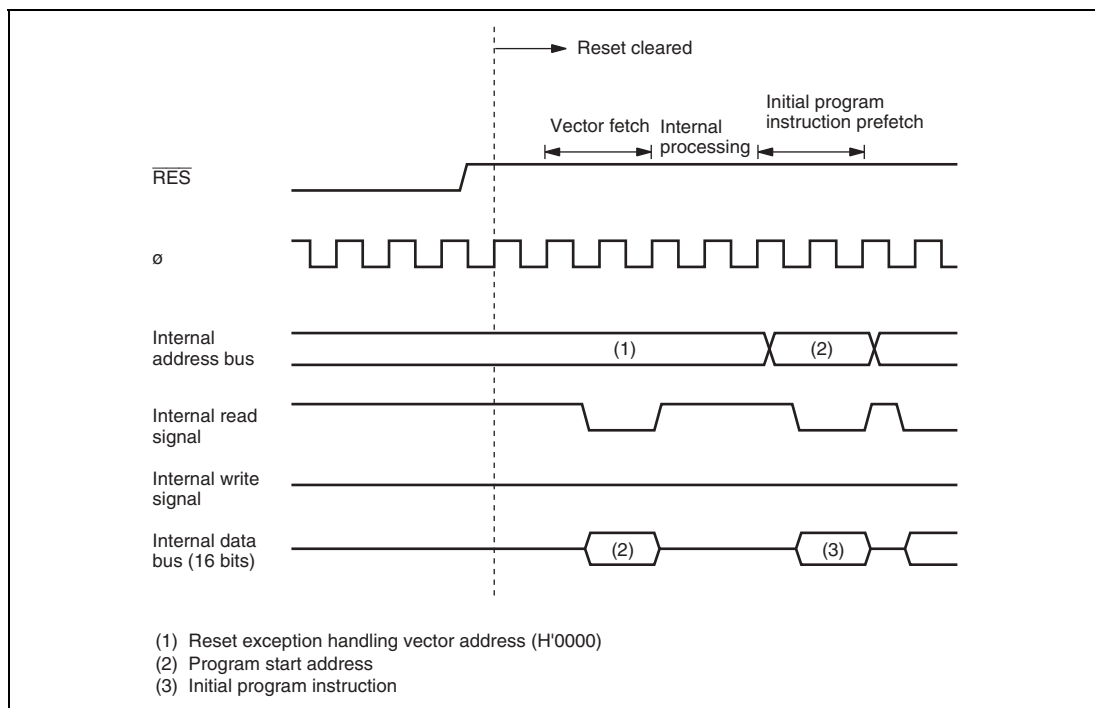 Reset cleared
Initial program
instruction prefetch
Vector fetch
Internal
processing
RES
ø
Internal
address bus
(1)
(2)
Internal read
signal
Internal write
signal
Internal data
bus (16 bits)
(2)
(3)
(1) Reset exception handling vector address (H'0000)
(2) Program start address
(3) Initial program instruction